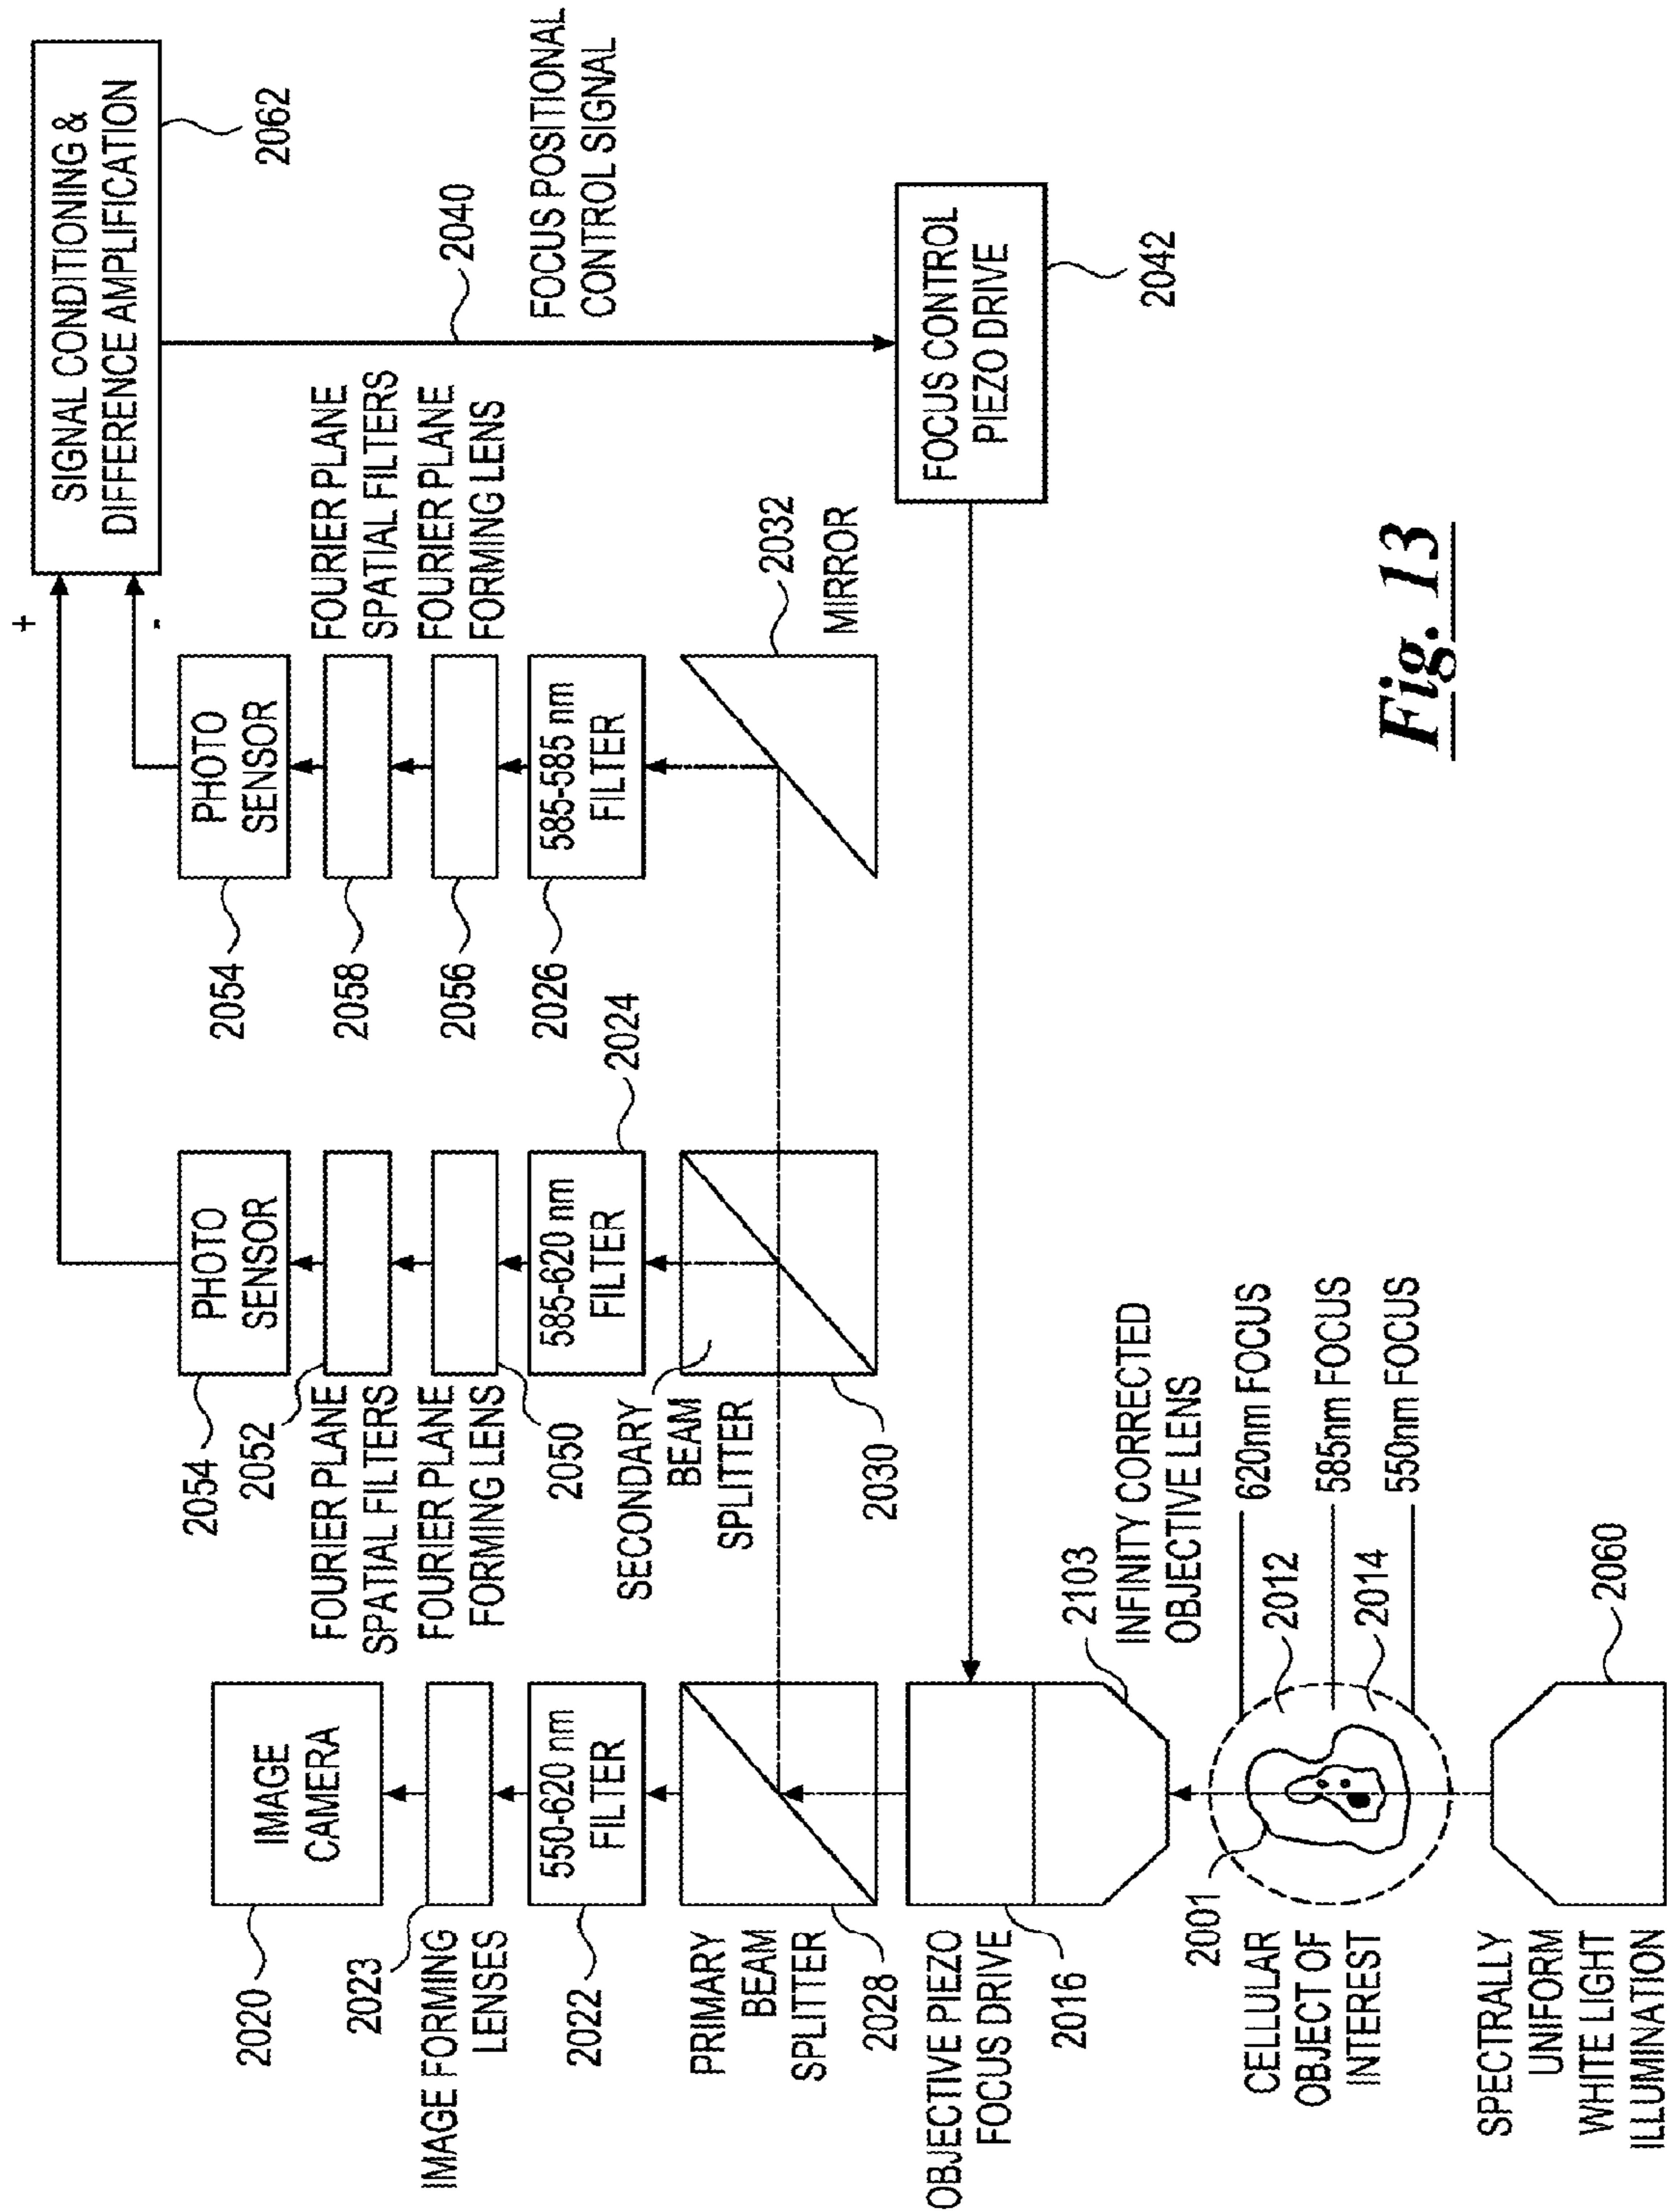 SIGNAL CONDITIONING &
DIFFERENCE AMPLIFICATION
2062
+
-
2040
FOCUS POSITIONAL
CONTROL SIGNAL
FOCUS CONTROL
PIEZO DRIVE
2042
PHOTO
SENSOR
2054
FOURIER PLANE
SPATIAL FILTERS
2058
FOURIER PLANE
FORMING LENS
2056
585-585 nm
FILTER
2026
2032
MIRROR
PHOTO
SENSOR
2054
2052
FOURIER PLANE
SPATIAL FILTERS
FOURIER PLANE
FORMING LENS
2050
585-620 nm
FILTER
2024
SECONDARY
BEAM
SPLITTER
2030
IMAGE
CAMERA
2020
2023
IMAGE FORMING
LENSES
550-620 nm
FILTER
2022
PRIMARY
BEAM
SPLITTER
2028
OBJECTIVE PIEZO
FOCUS DRIVE
2016
2103
INFINITY CORRECTED
OBJECTIVE LENS
620nm FOCUS
2012
585nm FOCUS
2014
550nm FOCUS
2001
CELLULAR
OBJECT OF
INTEREST
2060
SPECTRALLY
UNIFORM
WHITE LIGHT
ILLUMINATION
Fig. 13